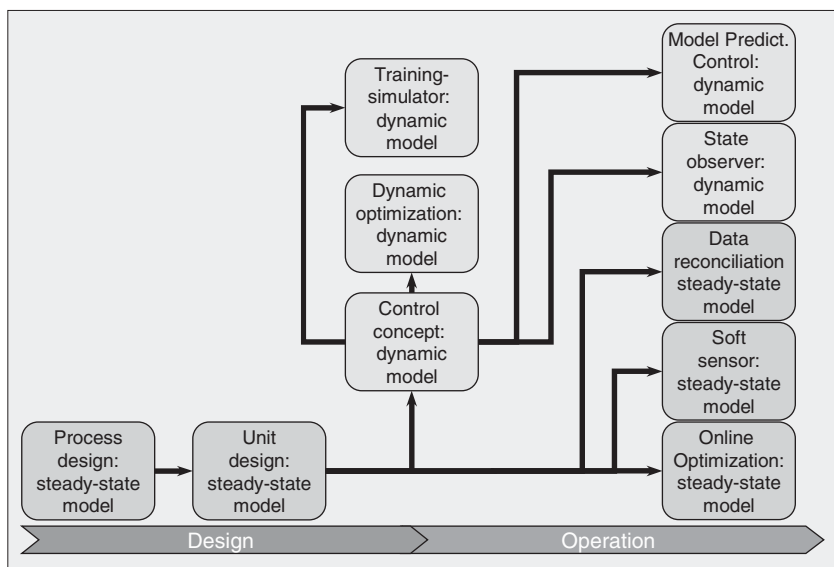 Model Predict.
Control:
dynamic
model
Training-
simulator:
dynamic
model
State
observer:
dynamic
model
Dynamic
optimization:
dynamic
model
Data
reconciliation
steady-state
model
Control
concept:
dynamic
model
Soft
sensor:
steady-state
model
Process
design:
steady-state
model
Unit
design:
steady-state
model
Online
Optimization:
steady-state
model
Design
Operation